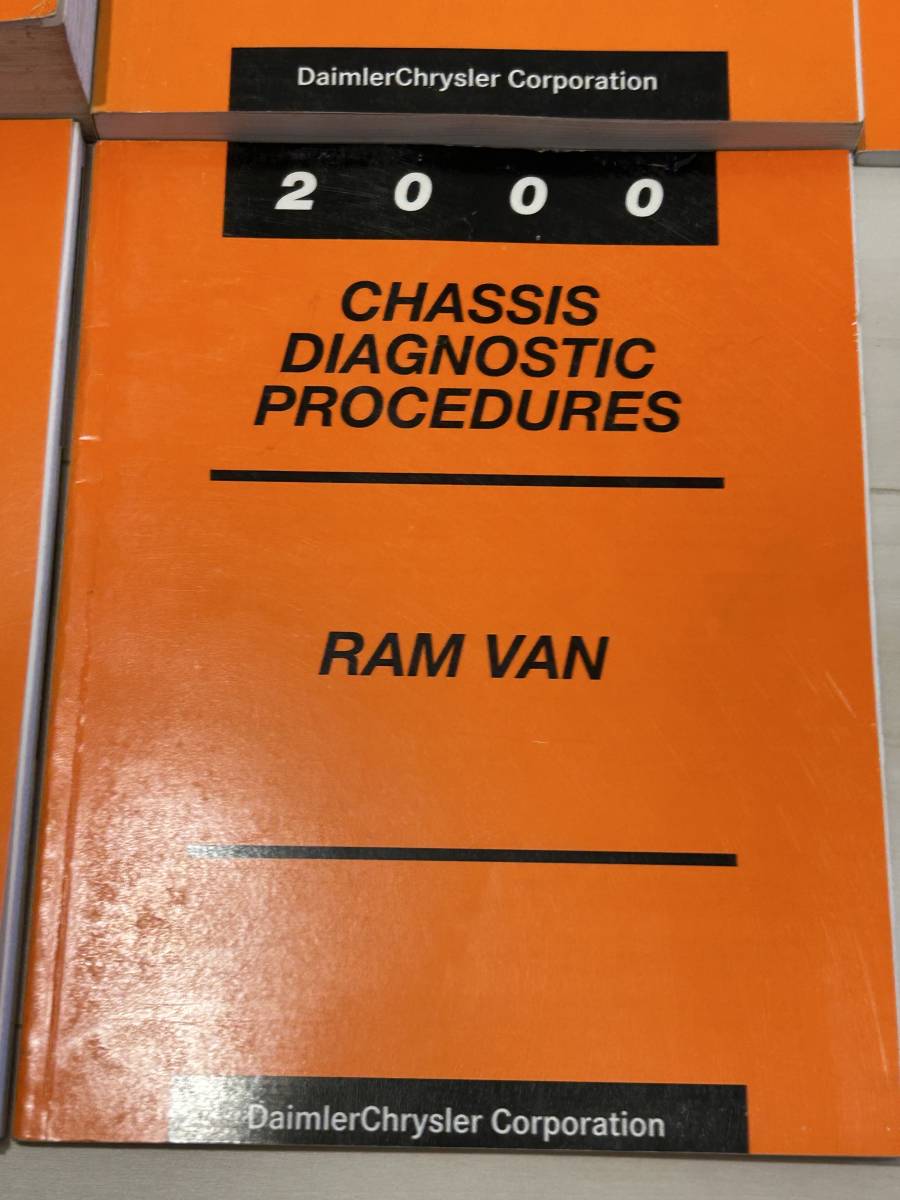 DaimlerChrysler Corporation
2000
CHASSIS
DIAGNOSTIC
PROCEDURES
RAM VAN
DaimlerChrysler Corporation